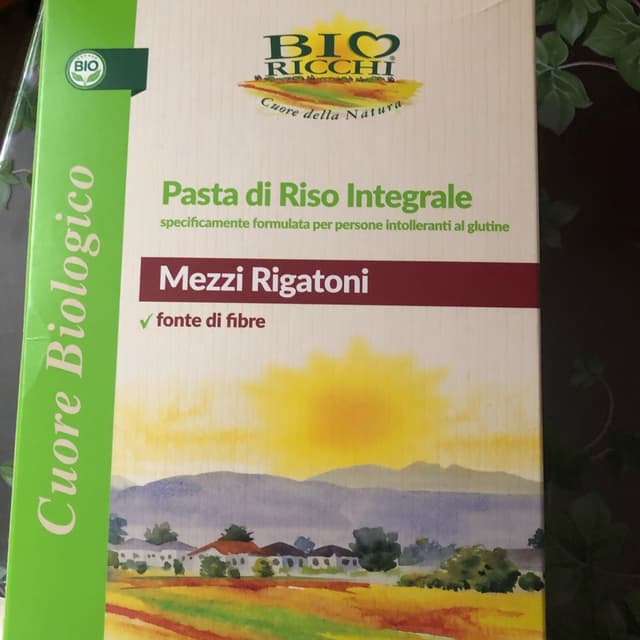 BIO
BIO
RICCHI
Cuore della Natura
Pasta di Riso Integrale
specificamente formulata per persone intolleranti al glutine
Mezzi Rigatoni
✓ fonte di fibre
Cuore Biologico